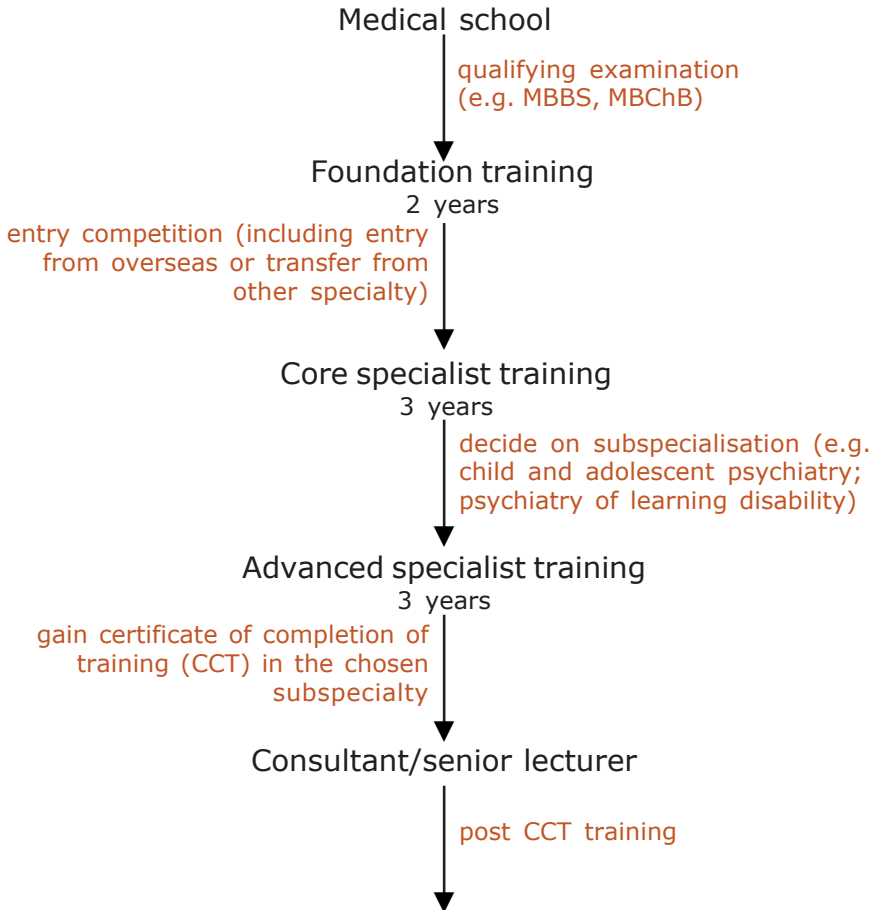 Medical school
qualifying examination
(e.g. MBBS, MBChB)
Foundation training
2 years
entry competition (including entry
from overseas or transfer from
other specialty)
Core specialist training
3 years
decide on subspecialisation (e.g.
child and adolescent psychiatry;
psychiatry of learning disability)
Advanced specialist training
3 years
gain certificate of completion of
training (CCT) in the chosen
subspecialty
Consultant/senior lecturer
post CCT training